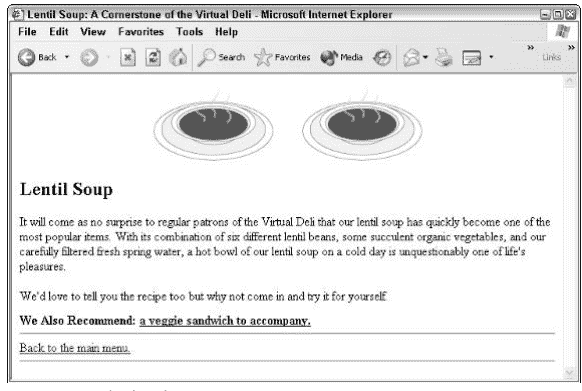 Lentil Soup: A Cornerstone of the Virtual Deli - Microsoft Internet Explorer
File Edit View Favorites Tools Help
Back Search Favorites Media » Links »
Lentil Soup
It will come as no surprise to regular patrons of the Virtual Deli that our lentil soup has quickly become one of the
most popular items. With its combination of six different lentil beans, some succulent organic vegetables, and our
carefully filtered fresh spring water, a hot bowl of our lentil soup on a cold day is unquestionably one of life's
pleasures.
We'd love to tell you the recipe too but why not come in and try it for yourself.
We Also Recommend: a veggie sandwich to accompany.
Back to the main menu.